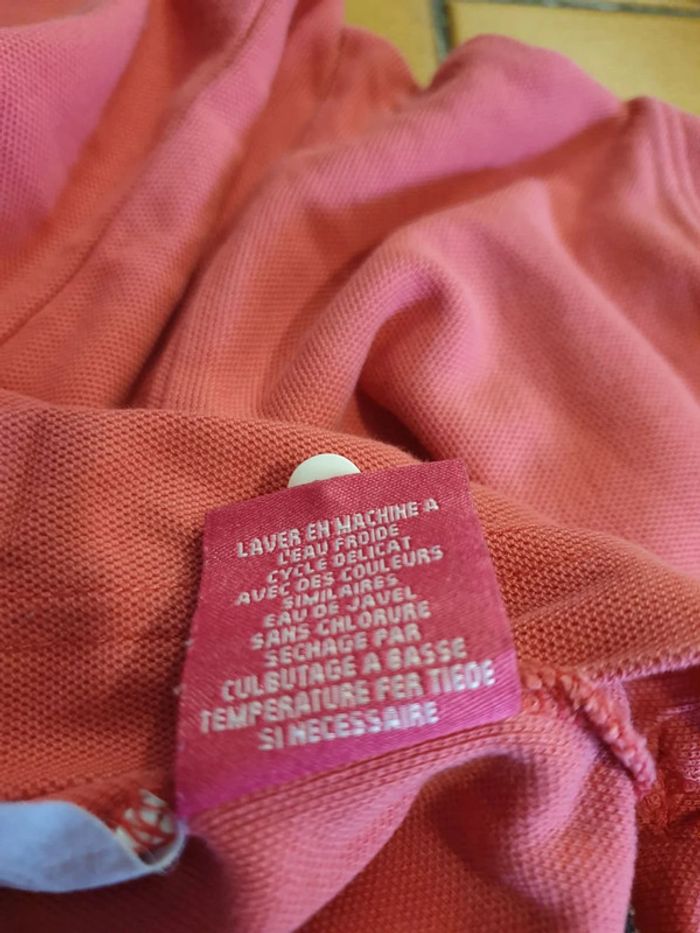 LAVER EN MACHINE A
L'EAU FROIDE
CYCLE DELICAT
AVEC DES COULEURS
SIMILAIRES
EAU DE JAVEL
SANS CHLORURE
SECHAGE PAR
CULBUTAGE A BASSE
TEMPERATURE FER TIEDE
SI NECESSAIRE